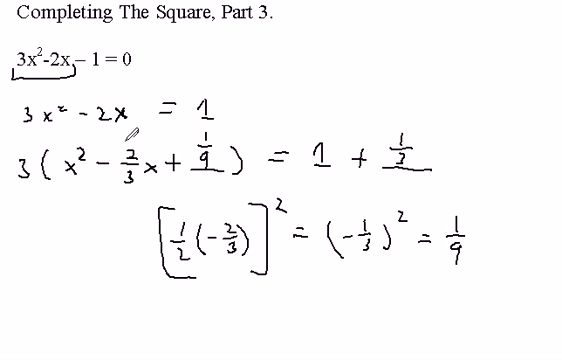 Completing The Square, Part 3.
3x²-2x – 1 = 0
3x² - 2x = 1
3(x² - 2/3 x + 1/9) = 1 + 1/3
[1/2(-2/3)]² = (-1/3)² = 1/9